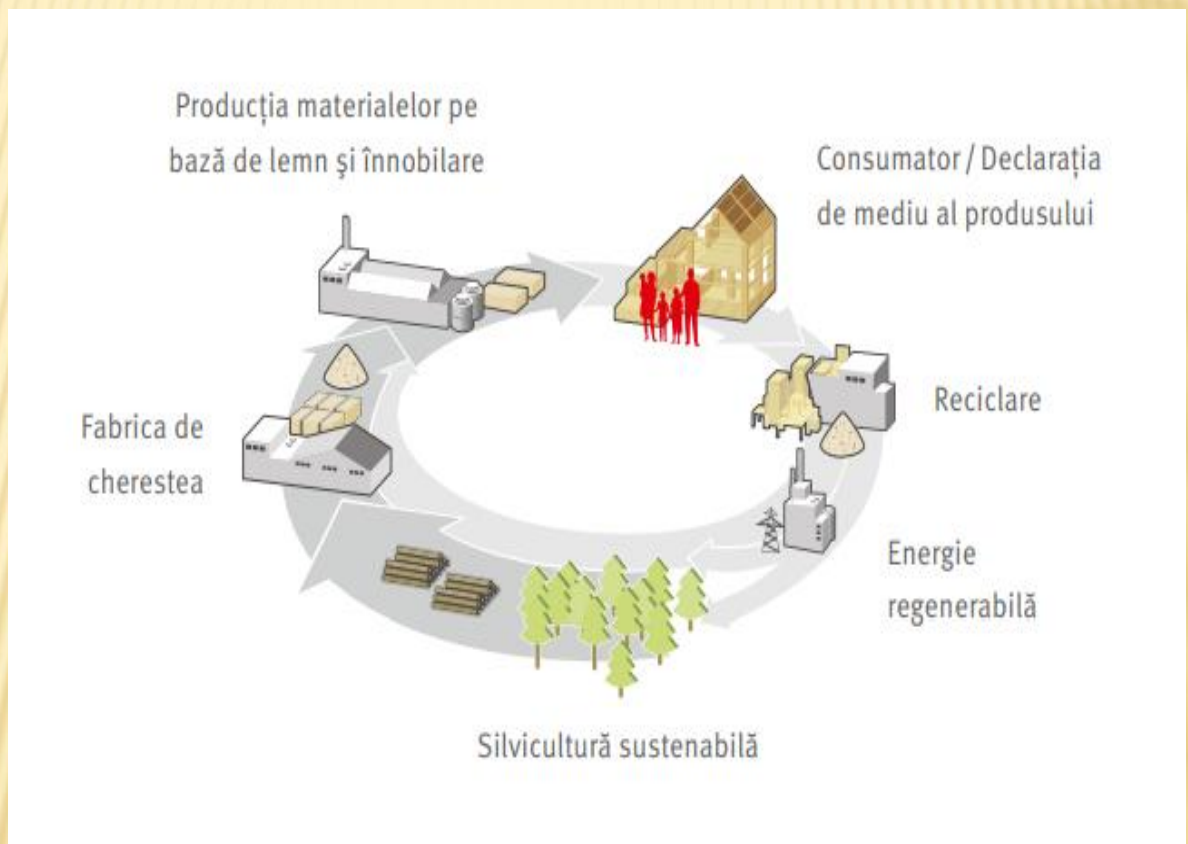 Producția materialelor pe
bază de lemn şi înnobilare
Consumator / Declarația
de mediu al produsului
Reciclare
Fabrica de
cherestea
Energie
regenerabilă
Silvicultură sustenabilă